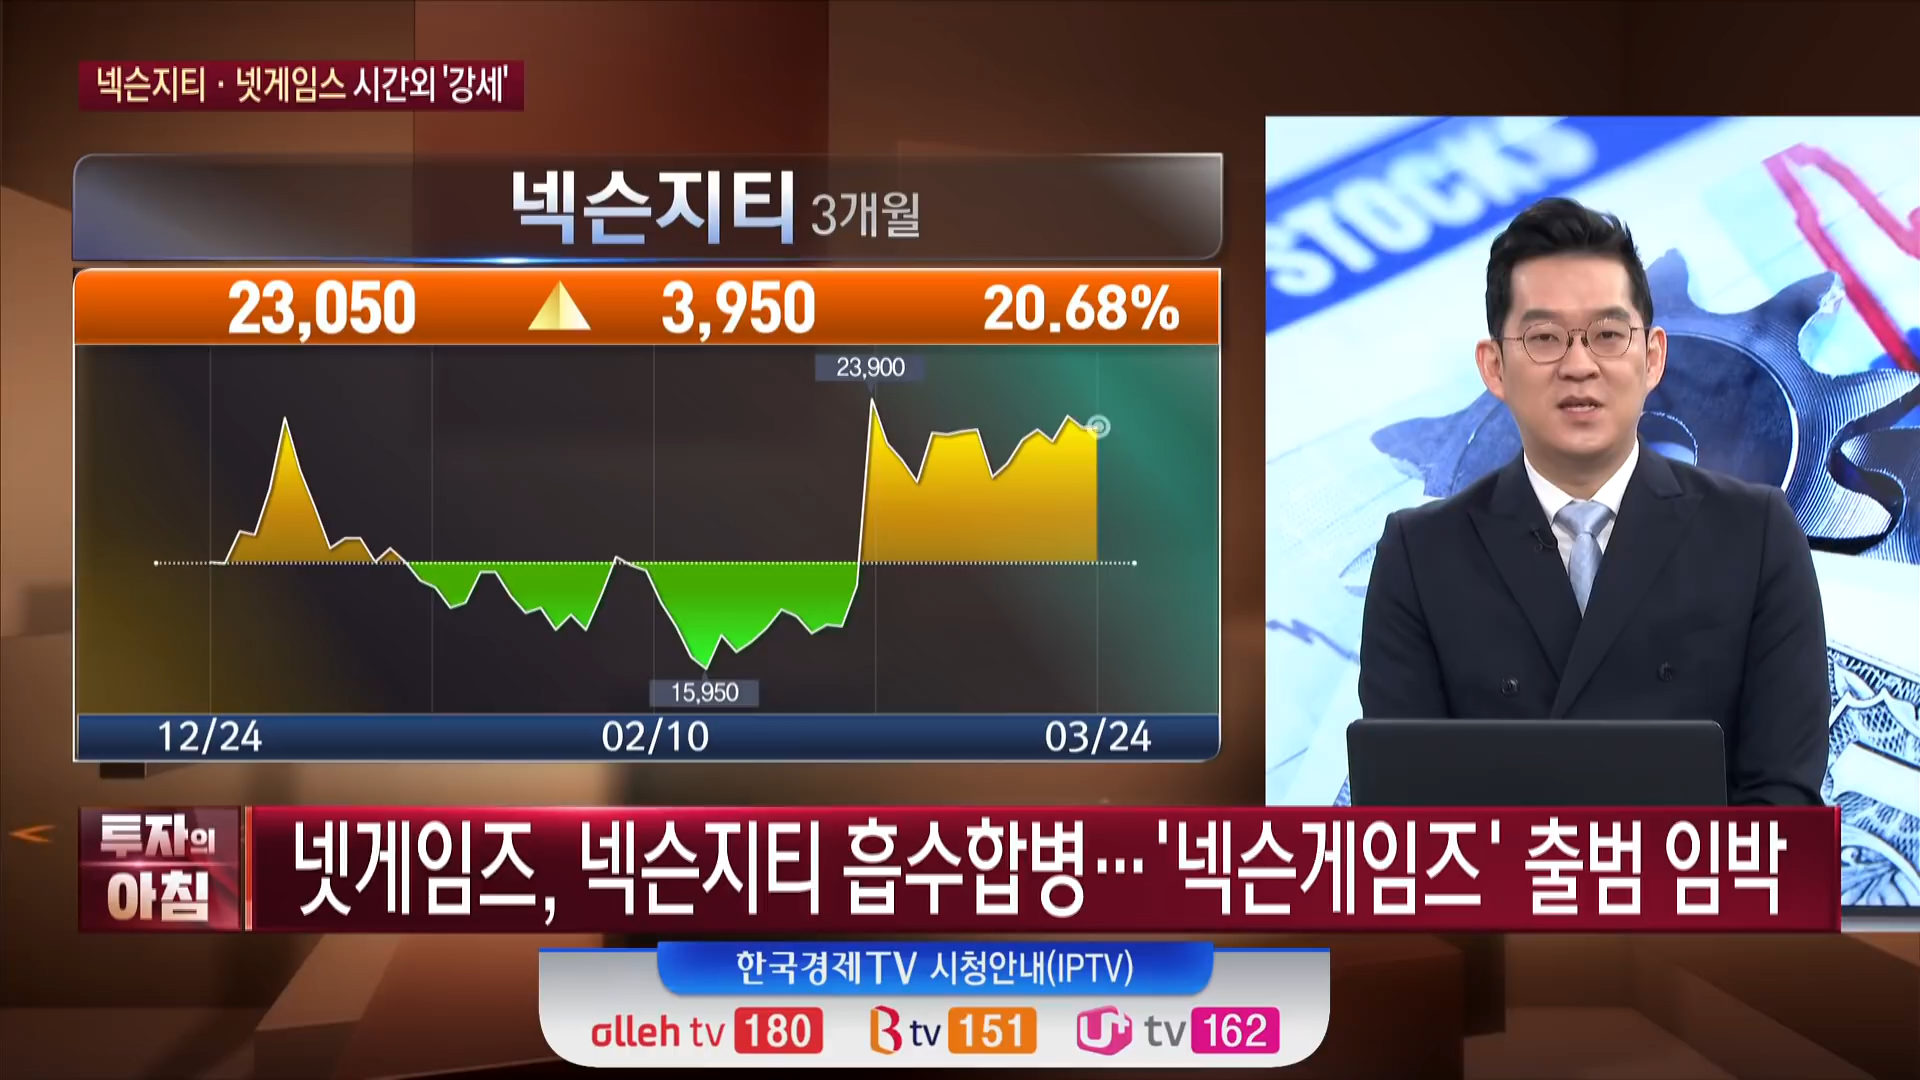 넥슨지티 · 넷게임스 시간외 '강세'
넥슨지티 3개월
23,050 ▲ 3,950 20.68%
23,900
15,950
12/24 02/10 03/24
STOCKS
투자의
아침
넷게임즈, 넥슨지티 흡수합병…'넥슨게임즈' 출범 임박
한국경제TV 시청안내(IPTV)
olleh tv 180 B tv 151 U+ tv 162